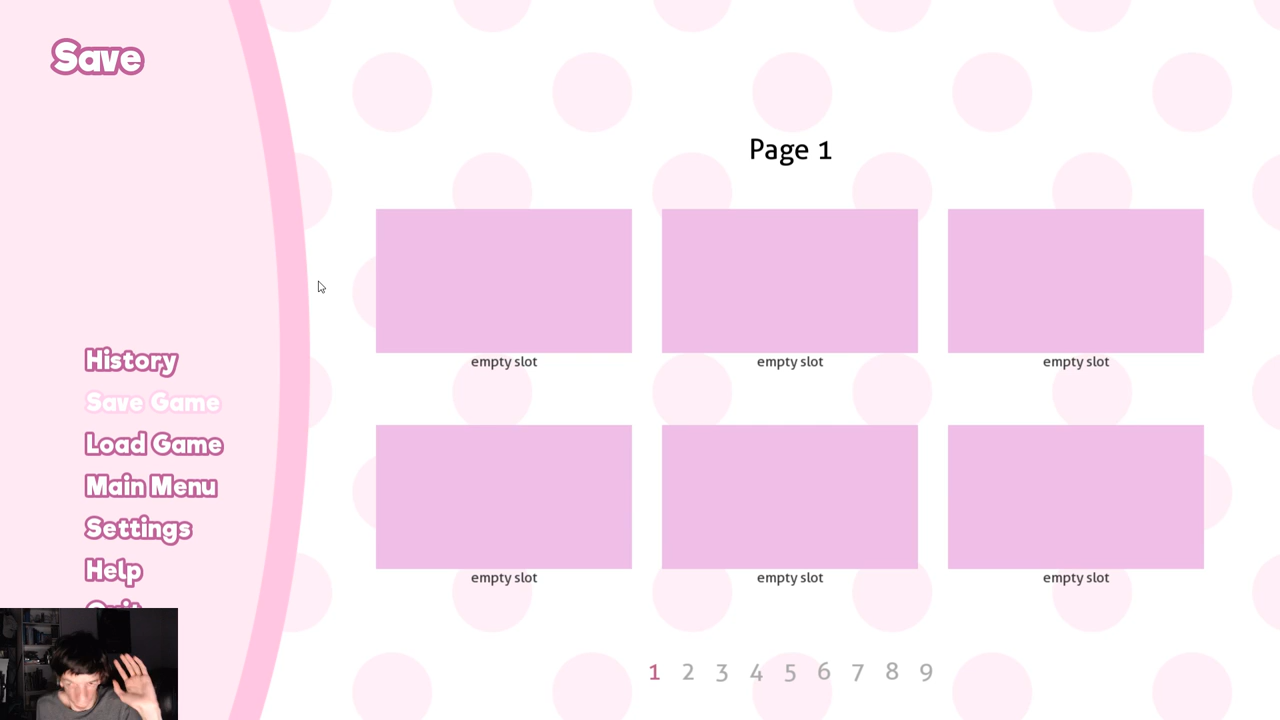 Save
Page 1
empty slot
empty slot
empty slot
History
Save Game
Load Game
Main Menu
Settings
Help
Quit
empty slot
empty slot
empty slot
1 2 3 4 5 6 7 8 9